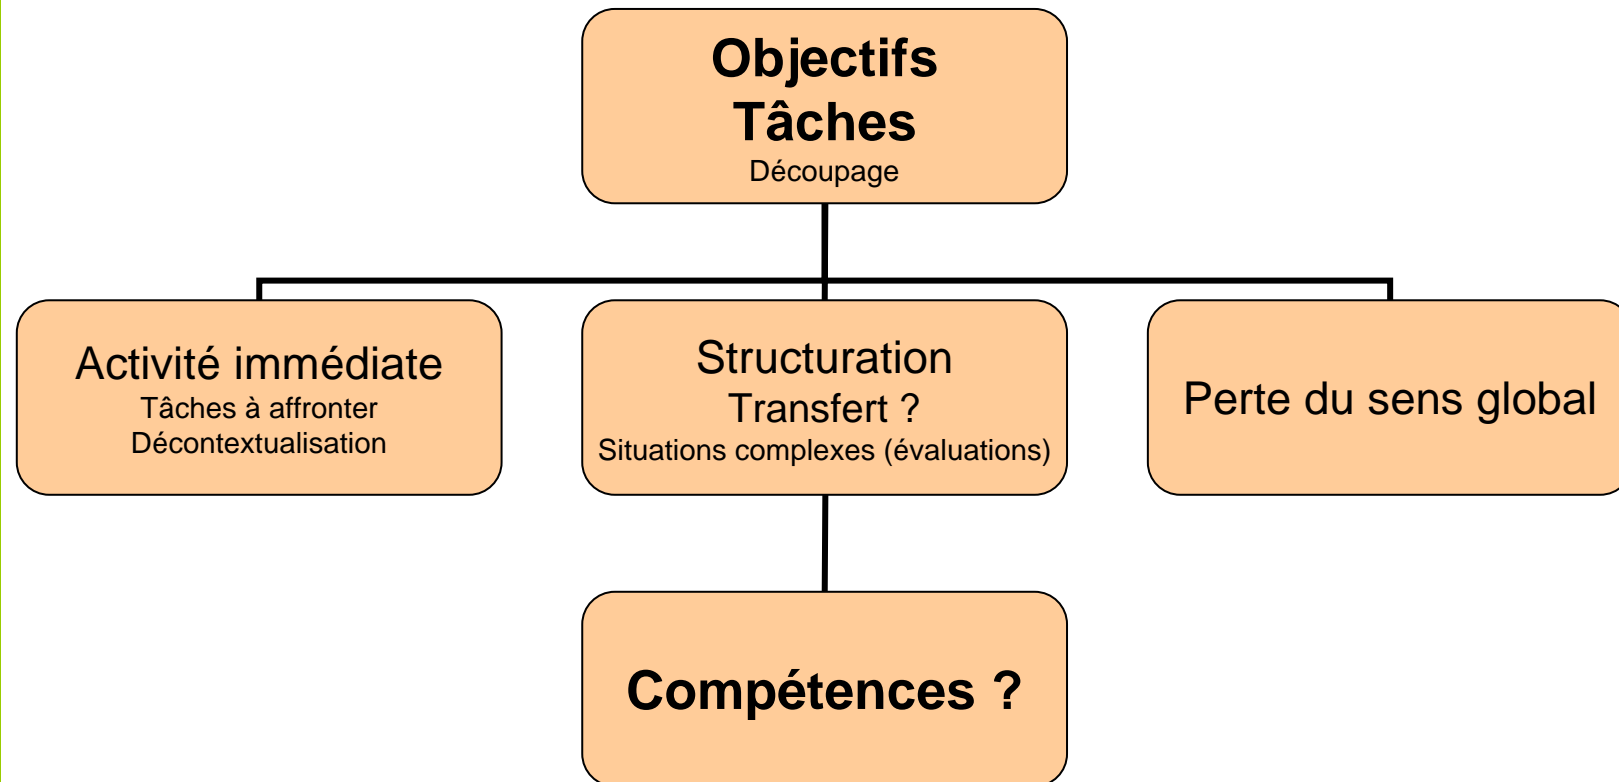 Objectifs
Tâches
Découpage
Activité immédiate
Tâches à affronter
Décontextualisation
Structuration
Transfert ?
Situations complexes (évaluations)
Perte du sens global
Compétences ?